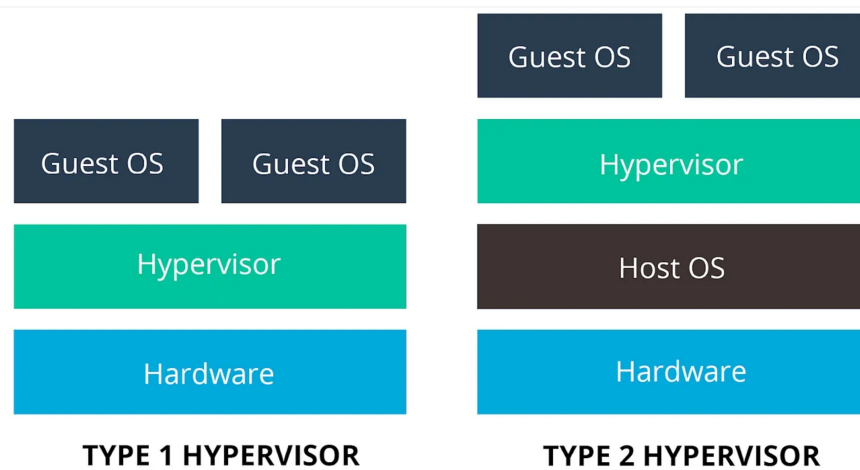 Guest OS
Guest OS
Hypervisor
Hardware
TYPE 1 HYPERVISOR
Guest OS
Guest OS
Hypervisor
Host OS
Hardware
TYPE 2 HYPERVISOR